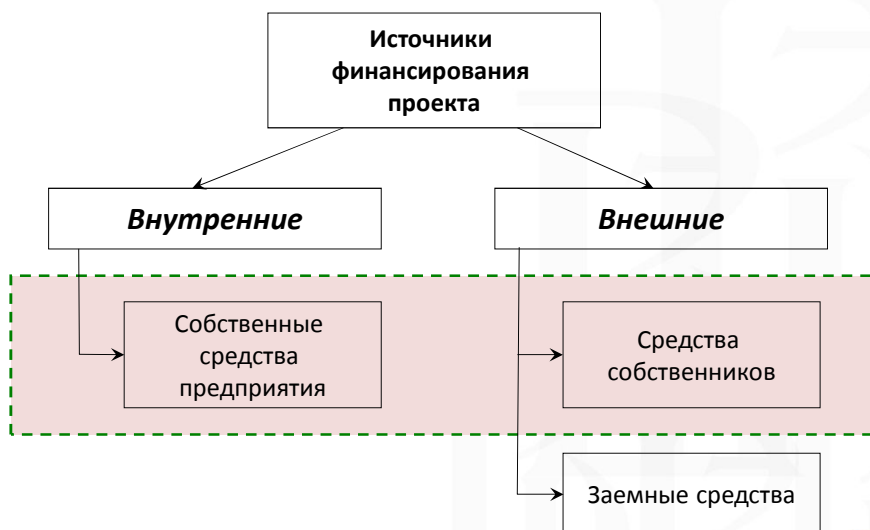 Источники
финансирования
проекта
Внутренние
Внешние
Собственные
средства
предприятия
Средства
собственников
Заемные средства